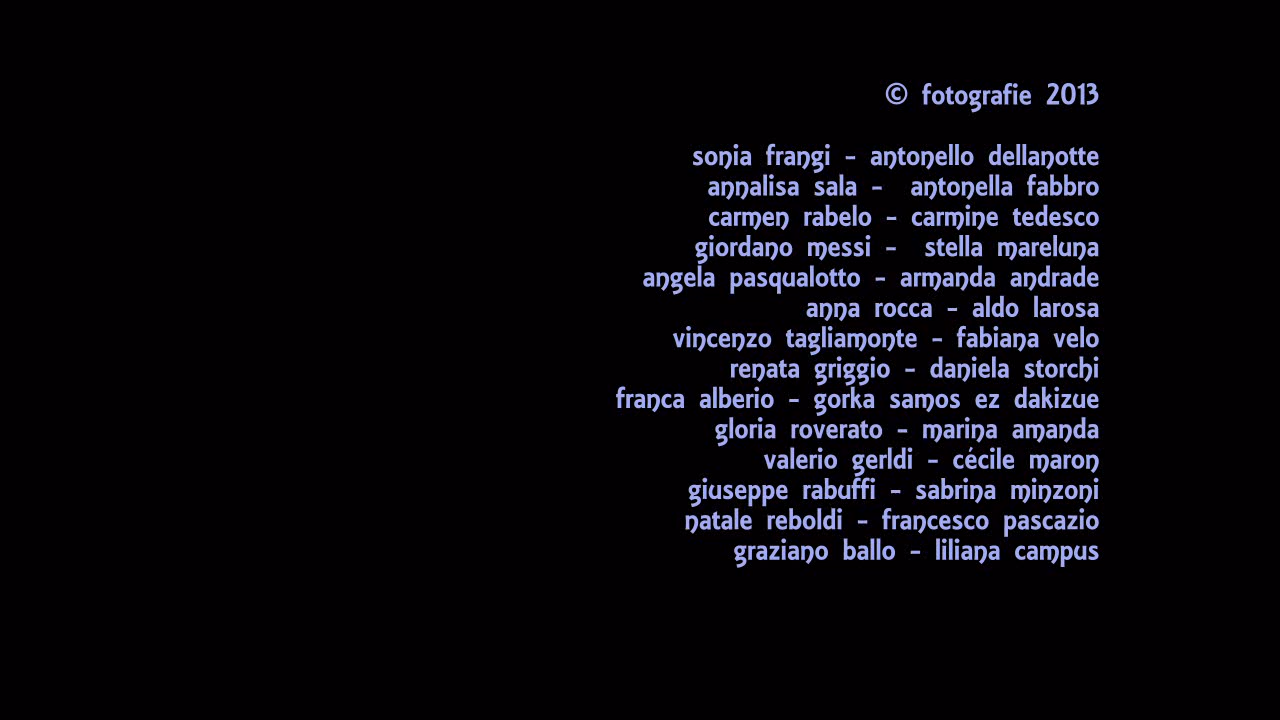 © fotografie 2013
sonia frangi - antonello dellanotte
annalisa sala - antonella fabbro
carmen rabelo - carmine tedesco
giordano messi - stella mareluna
angela pasqualotto - armanda andrade
anna rocca - aldo larosa
vincenzo tagliamonte - fabiana velo
renata griggio - daniela storchi
franca alberio - gorka samos ez dakizue
gloria roverato - marina amanda
valerio gerldi - cécile maron
giuseppe rabuffi - sabrina minzoni
natale reboldi - francesco pascazio
graziano ballo - liliana campus